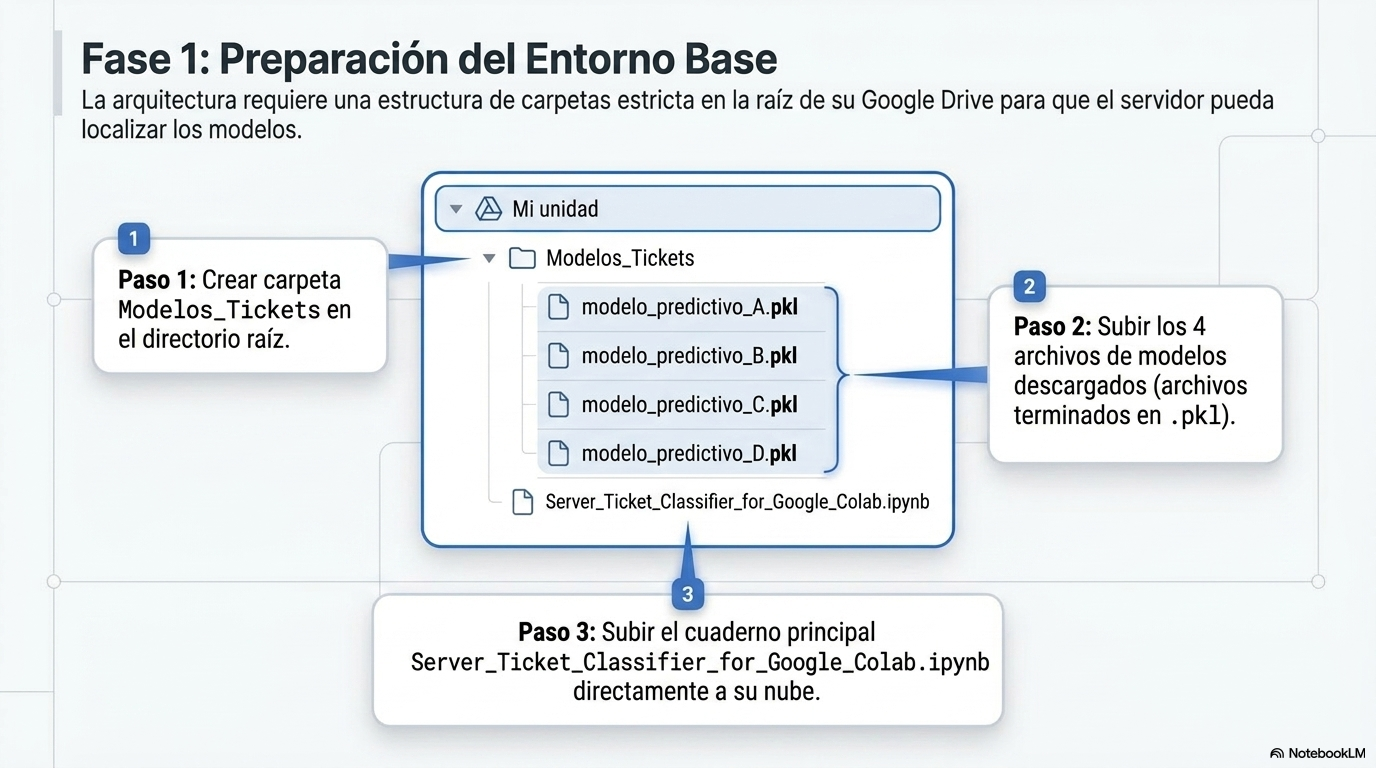 Fase 1: Preparación del Entorno Base
La arquitectura requiere una estructura de carpetas estricta en la raíz de su Google Drive para que el servidor pueda
localizar los modelos.
Mi unidad
1
Paso 1: Crear carpeta
Modelos_Tickets en
el directorio raíz.
Modelos_Tickets
modelo_predictivo_A.pkl
modelo_predictivo_B.pkl
modelo_predictivo_C.pkl
modelo_predictivo_D.pkl
Server_Ticket_Classifier_for_Google_Colab.ipynb
2
Paso 2: Subir los 4
archivos de modelos
descargados (archivos
terminados en .pkl).
3
Paso 3: Subir el cuaderno principal
Server_Ticket_Classifier_for_Google_Colab.ipynb
directamente a su nube.
NotebookLM